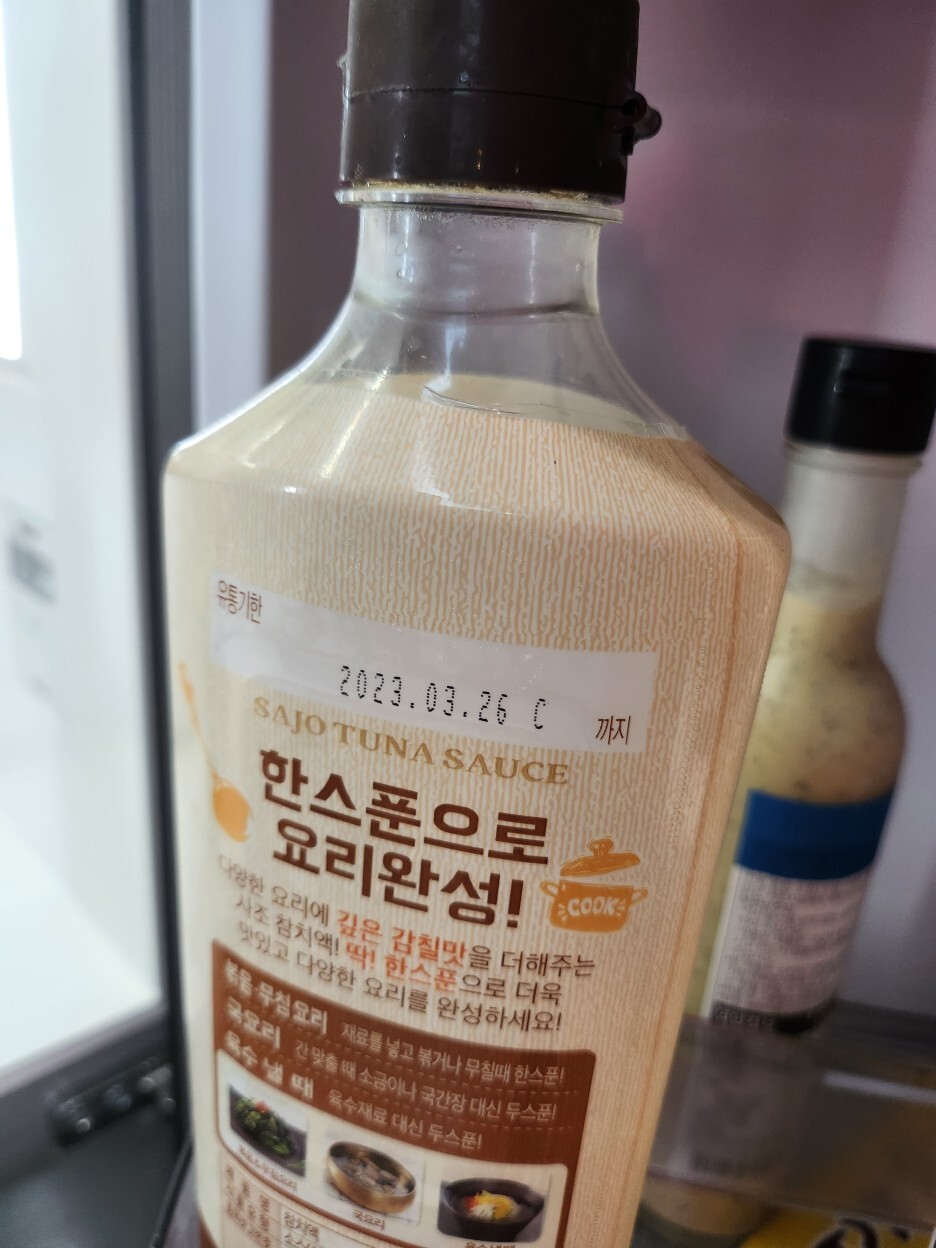 유통기한
2023.03.26 C
까지
SAJO TUNA SAUCE
한스푼으로
요리완성!
COOK
다양한 요리에 깊은 감칠맛을 더해주는
사조 참치액! 딱! 한스푼으로 더욱
맛있고 다양한 요리를 완성하세요!
볶음·무침요리 재료를 넣고 볶거나 무칠때 한스푼!
국요리 간 맞출 때 소금이나 국간장 대신 두스푼!
육수 낼 때 육수재료 대신 두스푼!
국요리
참치액